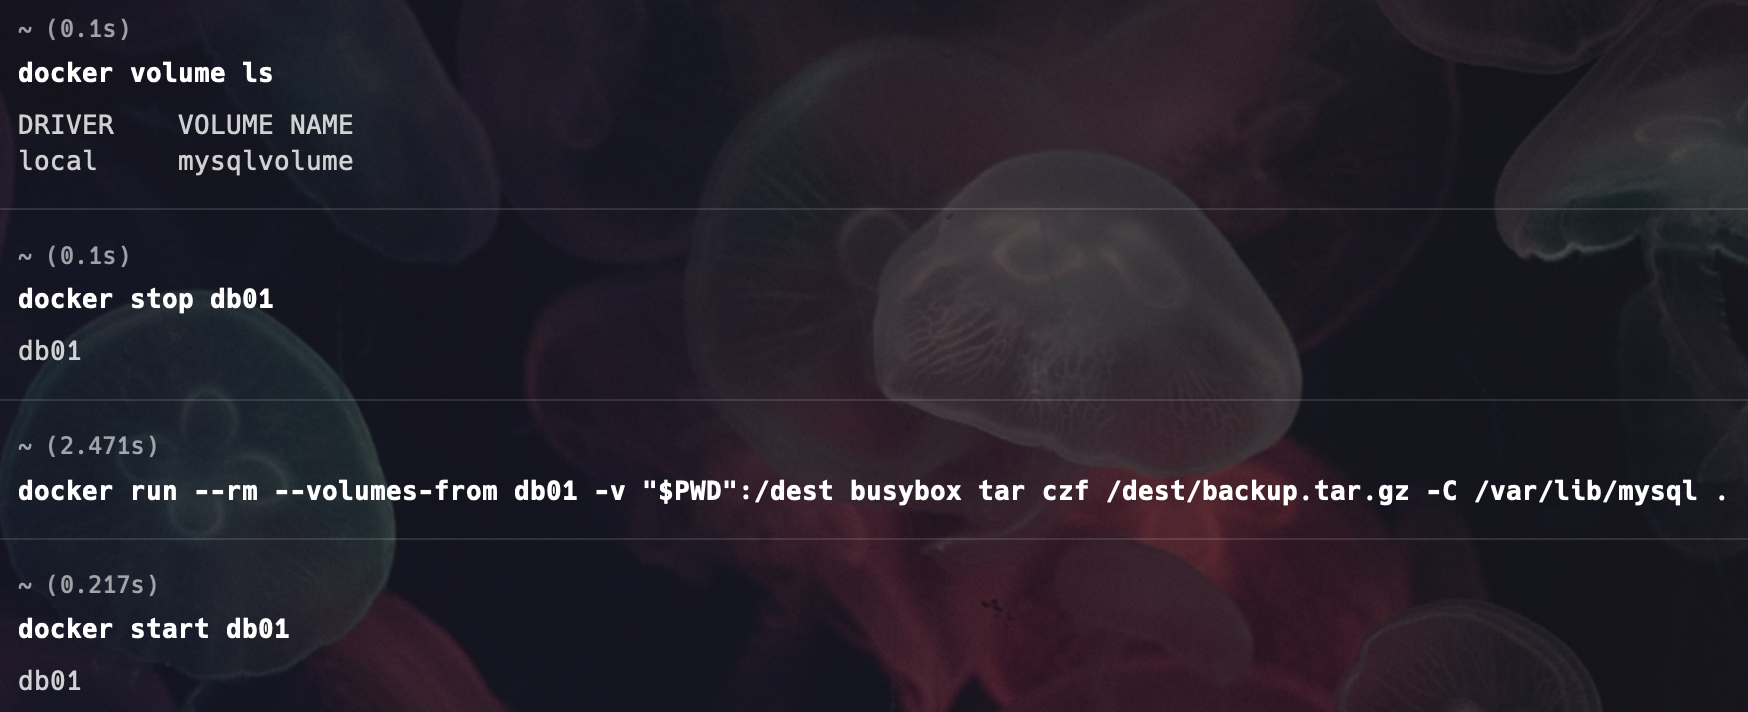 ~ (0.1s)
docker volume ls
DRIVER    VOLUME NAME
local     mysqlvolume
~ (0.1s)
docker stop db01
db01
~ (2.471s)
docker run --rm --volumes-from db01 -v "$PWD":/dest busybox tar czf /dest/backup.tar.gz -C /var/lib/mysql .
~ (0.217s)
docker start db01
db01